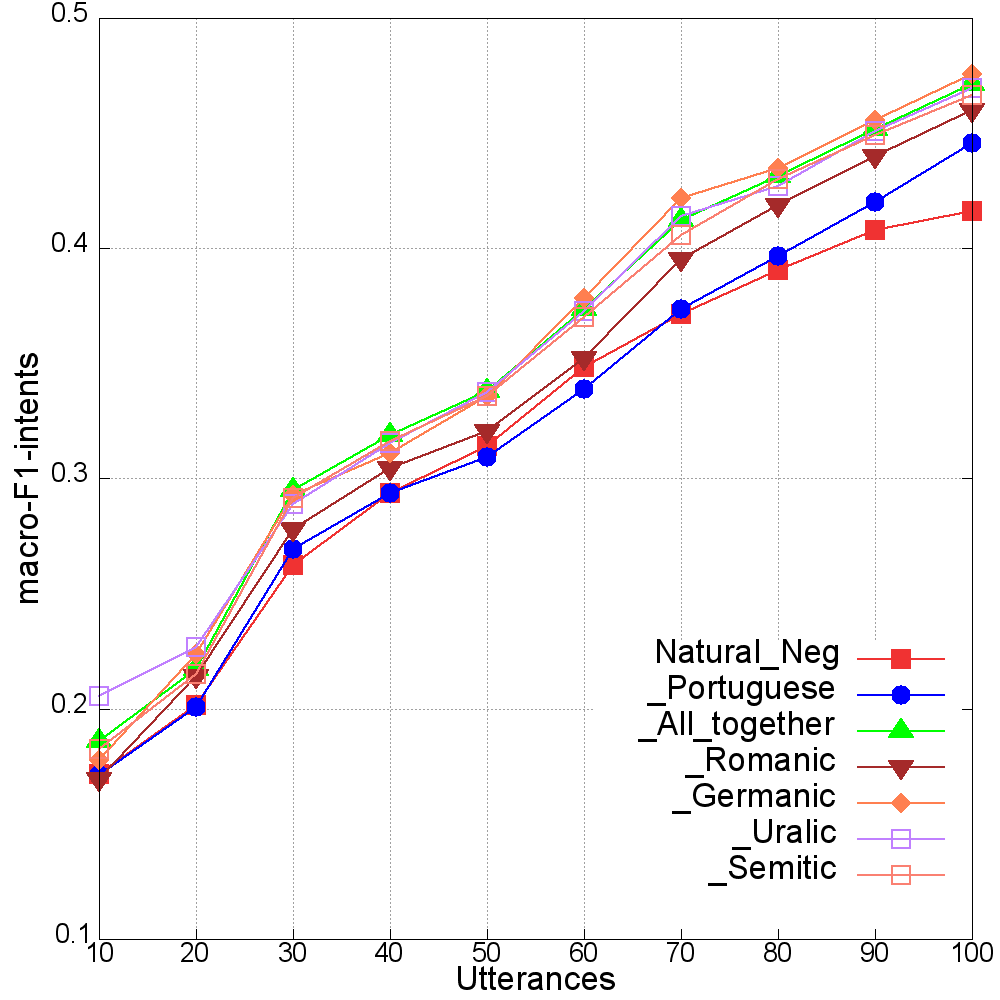 0.5
0.4
0.3
0.2
0.1
macro-F1-intents
Natural_Neg
_Portuguese
_All_together
_Romanic
_Germanic
_Uralic
_Semitic
10 20 30 40 50 60 70 80 90 100
Utterances